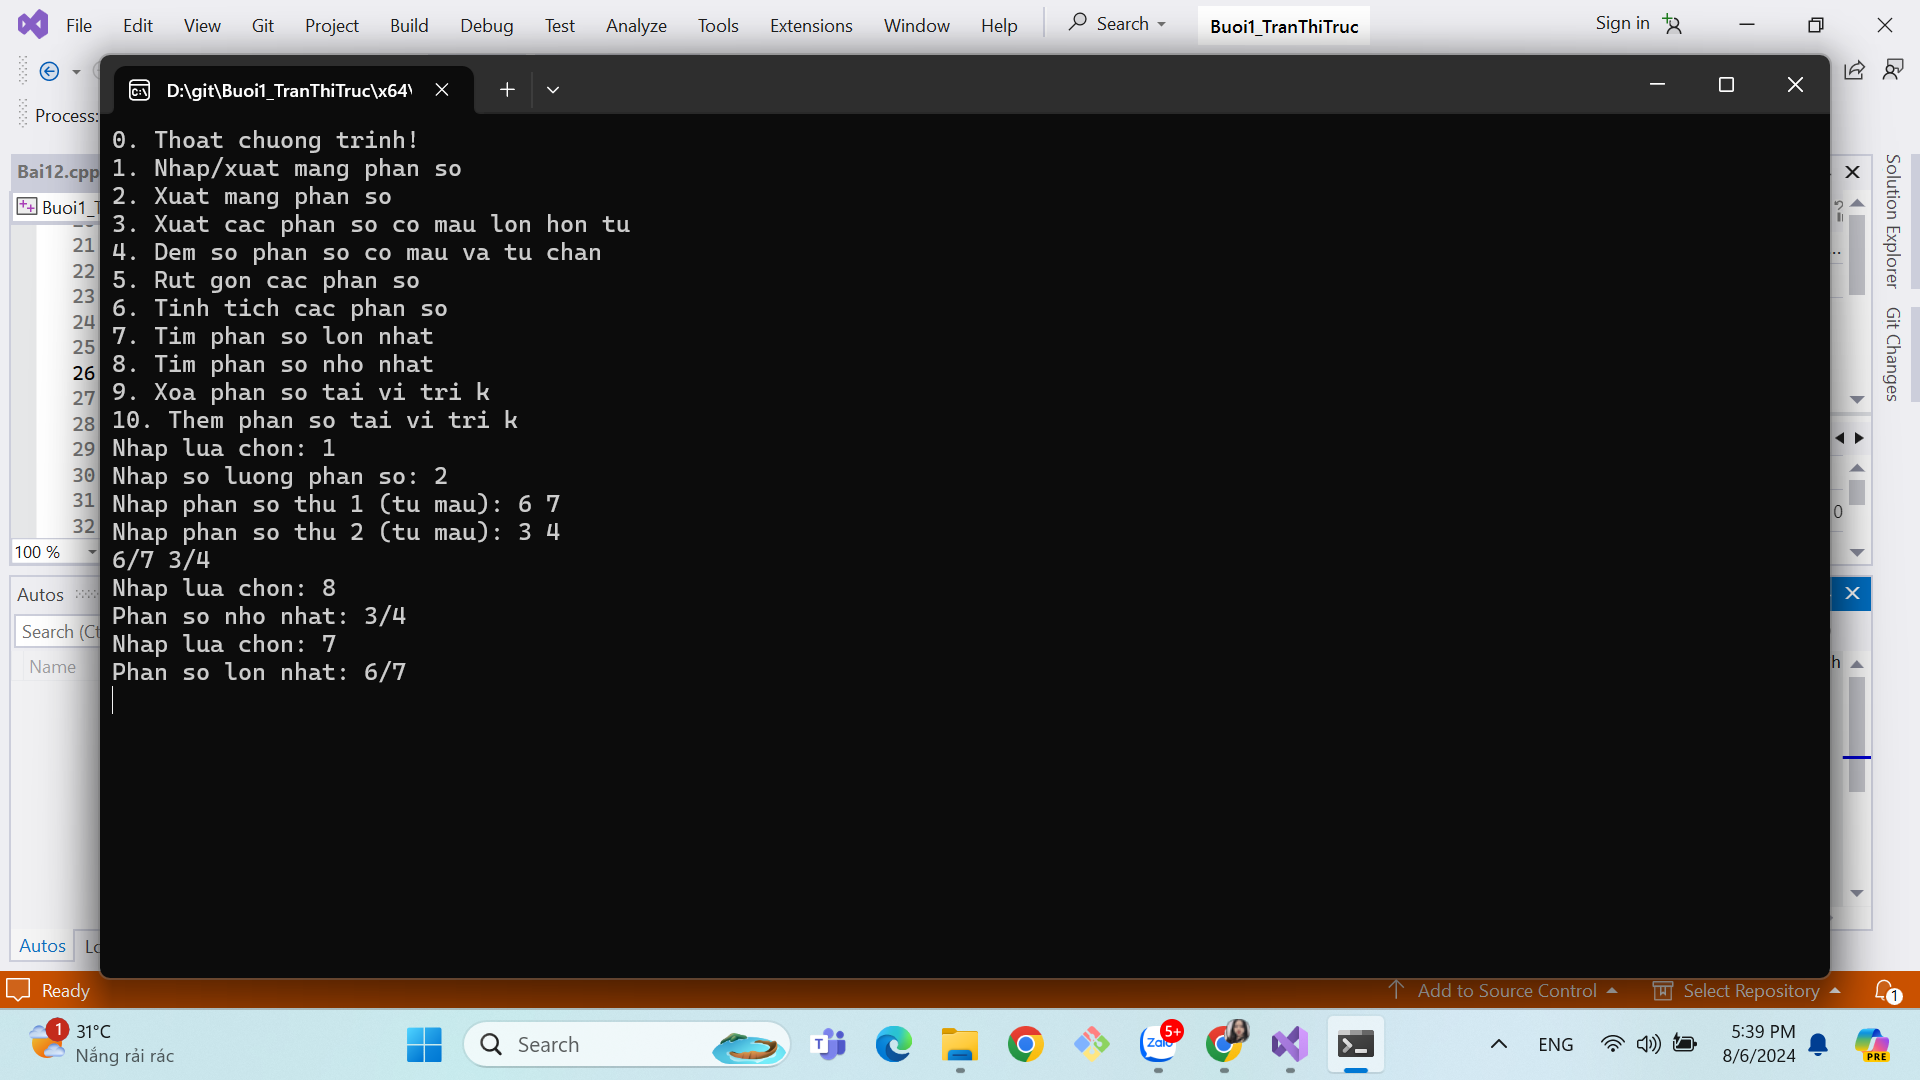 File Edit View Git Project Build Debug Test Analyze Tools Extensions Window Help Search Buoi1_TranThiTruc Sign in
D:\git\Buoi1_TranThiTruc\x64\
Process:
Bai12.cpp
Buoi1_T
21
22
23
24
25
26
27
28
29
30
31
32
100 %
Autos
Search (Ct
Name
Autos Lo
0. Thoat chuong trinh!
1. Nhap/xuat mang phan so
2. Xuat mang phan so
3. Xuat cac phan so co mau lon hon tu
4. Dem so phan so co mau va tu chan
5. Rut gon cac phan so
6. Tinh tich cac phan so
7. Tim phan so lon nhat
8. Tim phan so nho nhat
9. Xoa phan so tai vi tri k
10. Them phan so tai vi tri k
Nhap lua chon: 1
Nhap so luong phan so: 2
Nhap phan so thu 1 (tu mau): 6 7
Nhap phan so thu 2 (tu mau): 3 4
6/7 3/4
Nhap lua chon: 8
Phan so nho nhat: 3/4
Nhap lua chon: 7
Phan so lon nhat: 6/7
Solution Explorer
Git Changes
0
h
Ready Add to Source Control Select Repository 1
1 31°C
Nắng rải rác
Search
5+
Zalo
ENG
5:39 PM
8/6/2024
PRE